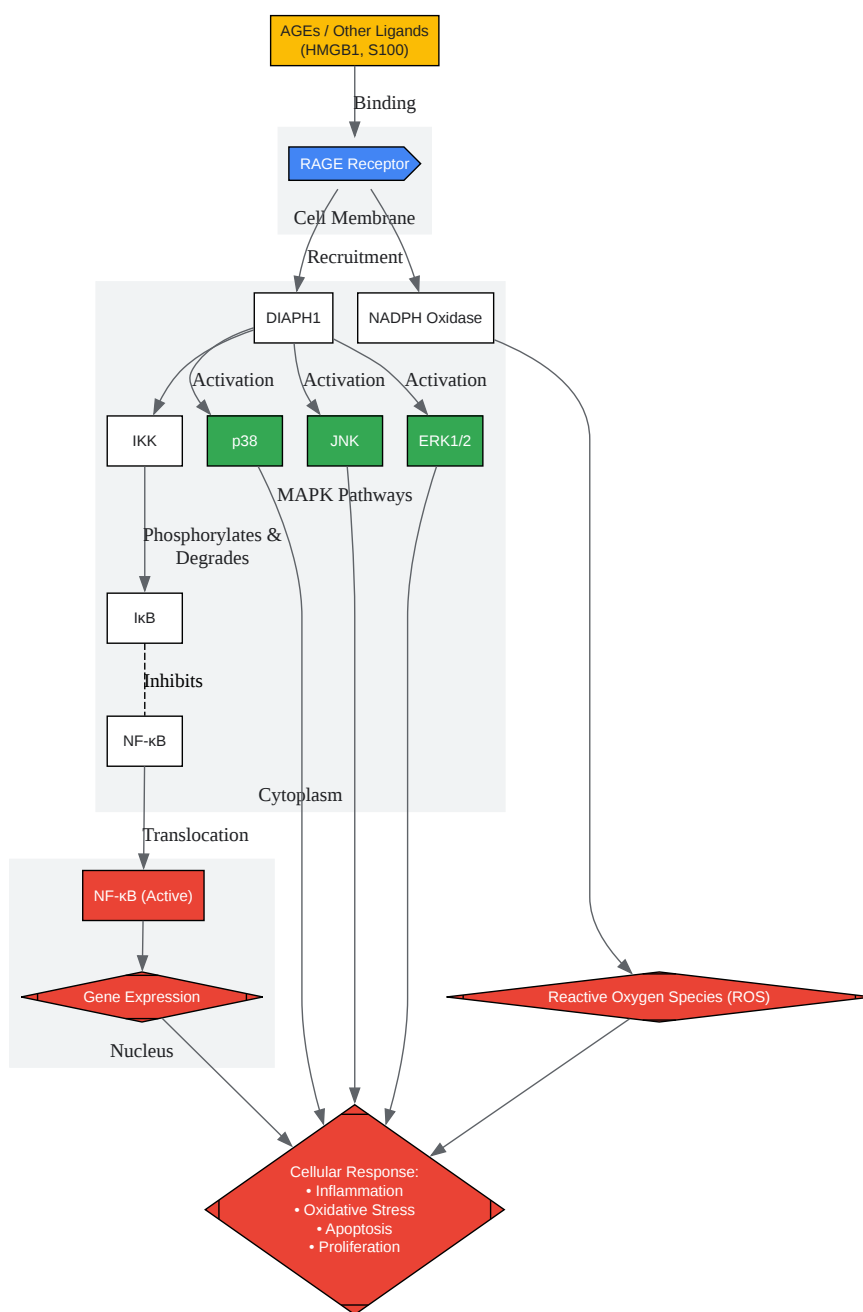 AGEs / Other Ligands
(HMGB1, S100)
Binding
RAGE Receptor
Cell Membrane
Recruitment
DIAPH1
NADPH Oxidase
Activation
Activation
Activation
IKK
p38
JNK
ERK1/2
MAPK Pathways
Phosphorylates &
Degrades
IκB
Inhibits
NF-κB
Cytoplasm
Translocation
NF-κB (Active)
Gene Expression
Reactive Oxygen Species (ROS)
Nucleus
Cellular Response:
• Inflammation
• Oxidative Stress
• Apoptosis
• Proliferation